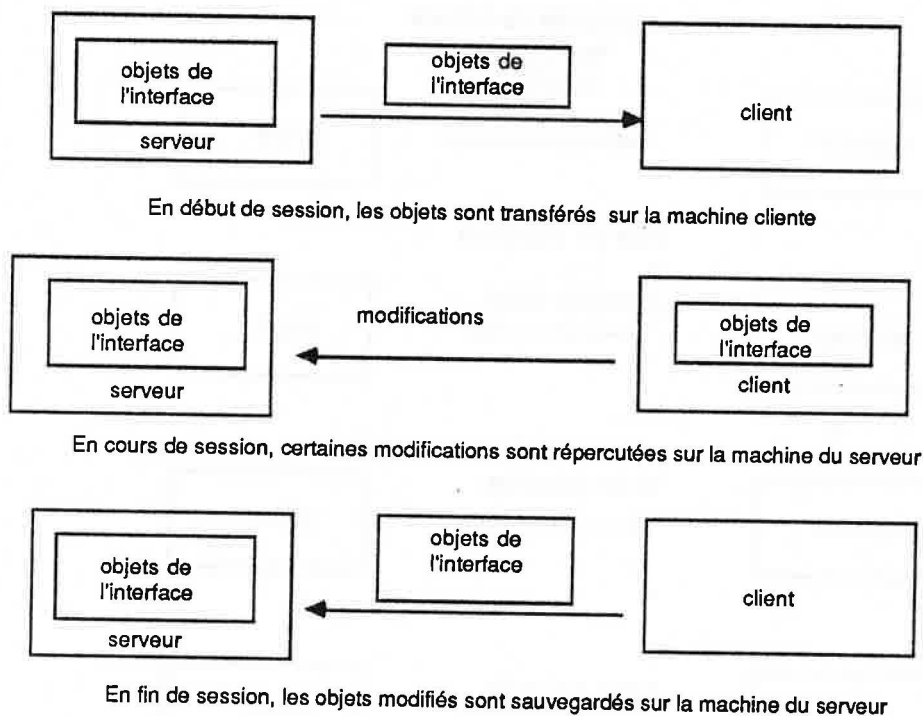 objets de
l'interface
serveur
objets de
l'interface
client
En début de session, les objets sont transférés sur la machine cliente
objets de
l'interface
serveur
modifications
objets de
l'interface
client
En cours de session, certaines modifications sont répercutées sur la machine du serveur
objets de
l'interface
serveur
objets de
l'interface
client
En fin de session, les objets modifiés sont sauvegardés sur la machine du serveur